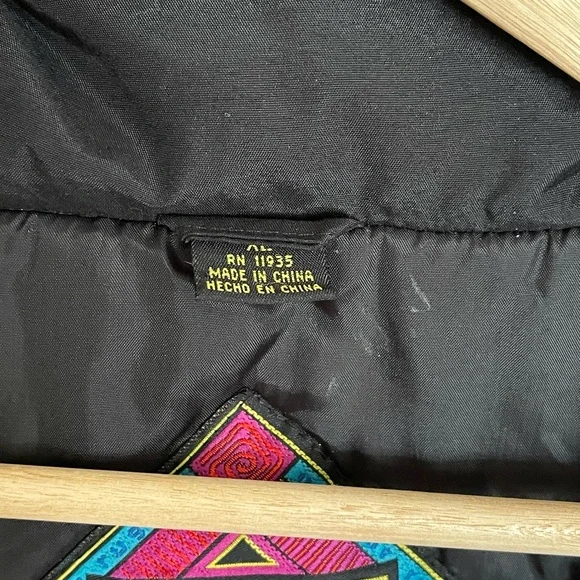 XL
RN 11935
MADE IN CHINA
HECHO EN CHINA